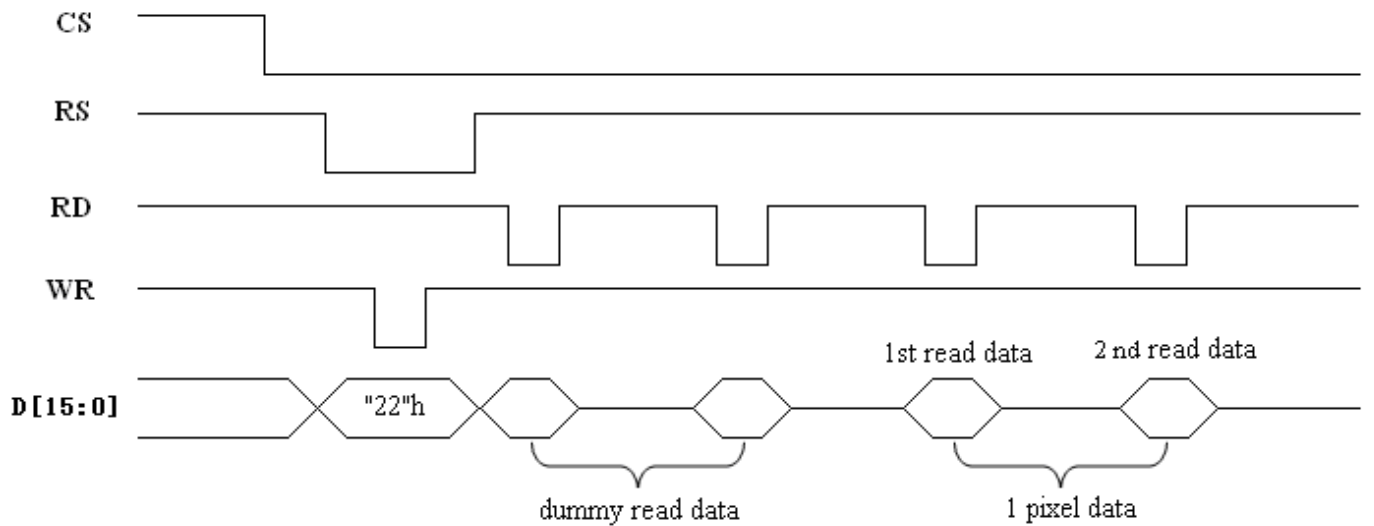 CS
RS
RD
WR
1st read data
2 nd read data
D[15:0]
"22"h
dummy read data
1 pixel data